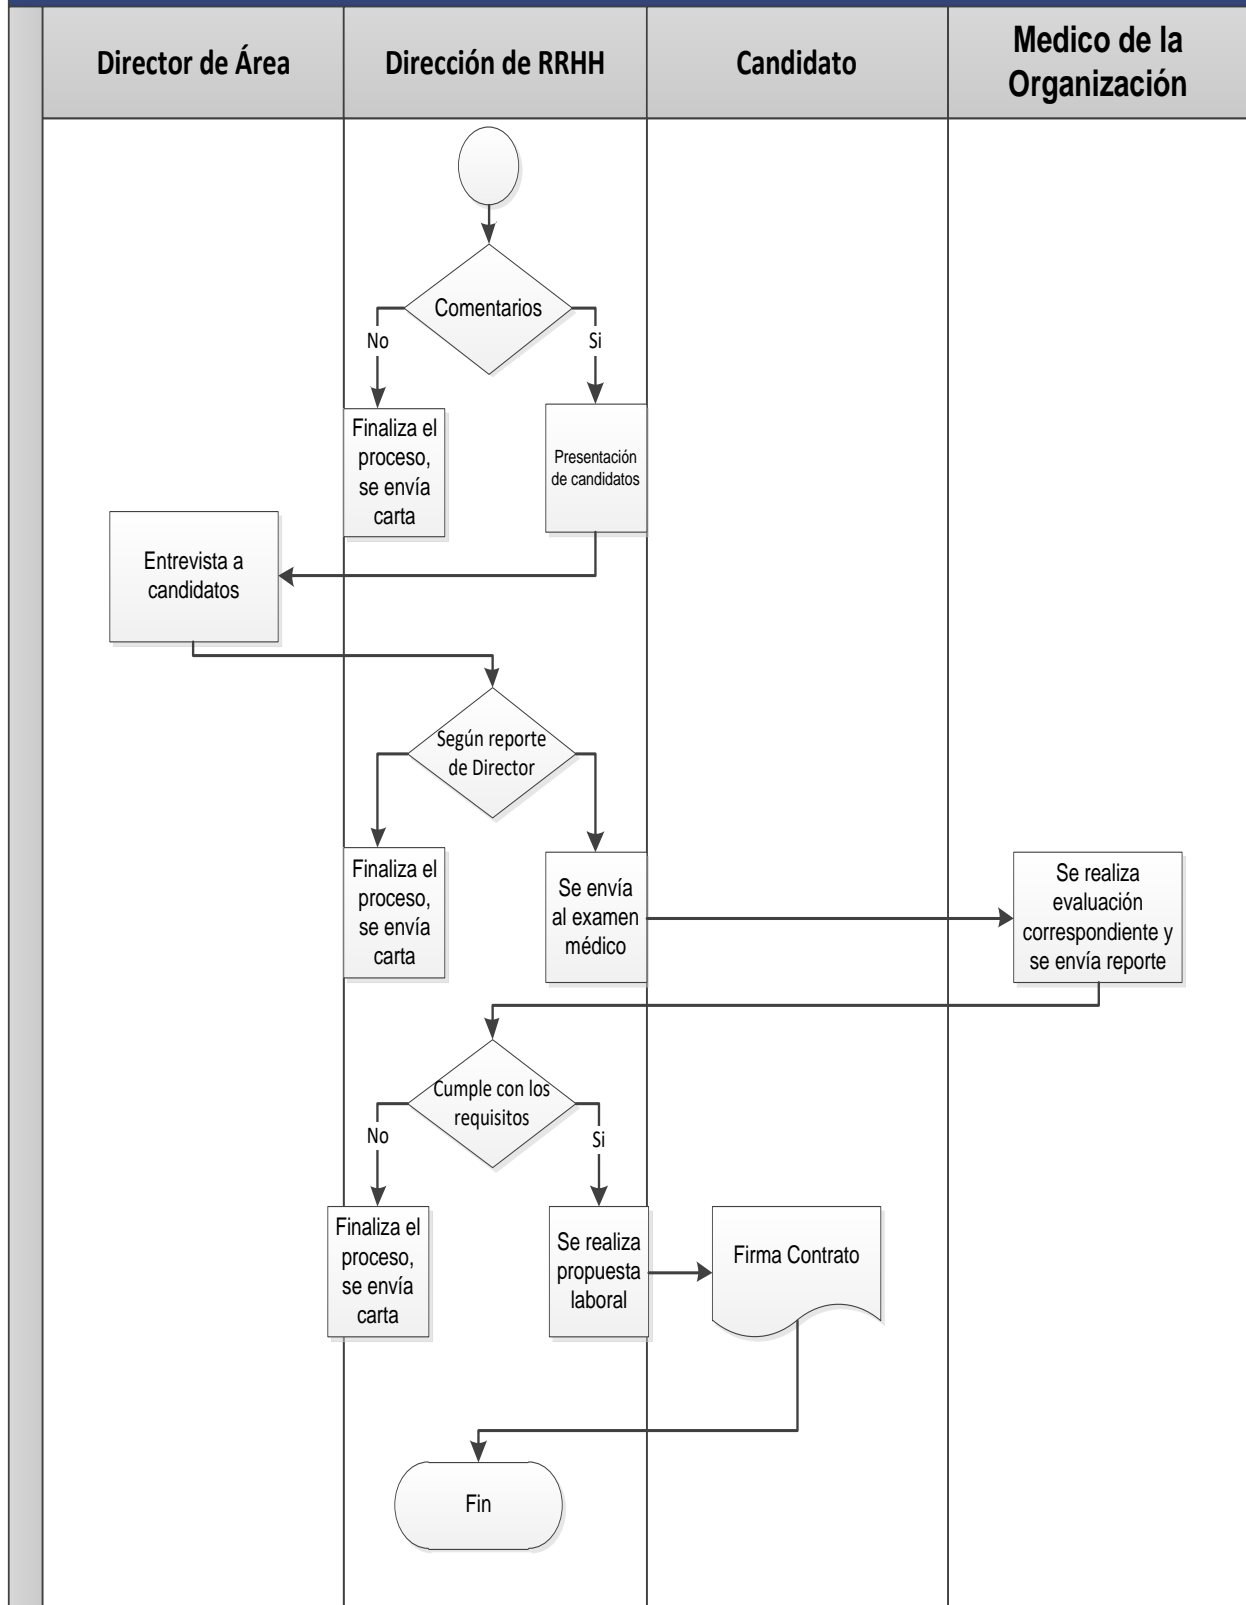 Director de Área
Dirección de RRHH
Candidato
Medico de la
Organización
Comentarios
No
Si
Finaliza el
proceso,
se envía
carta
Presentación
de candidatos
Entrevista a
candidatos
Según reporte
de Director
Finaliza el
proceso,
se envía
carta
Se envía
al examen
médico
Se realiza
evaluación
correspondiente y
se envía reporte
Cumple con los
requisitos
No
Si
Finaliza el
proceso,
se envía
carta
Se realiza
propuesta
laboral
Firma Contrato
Fin